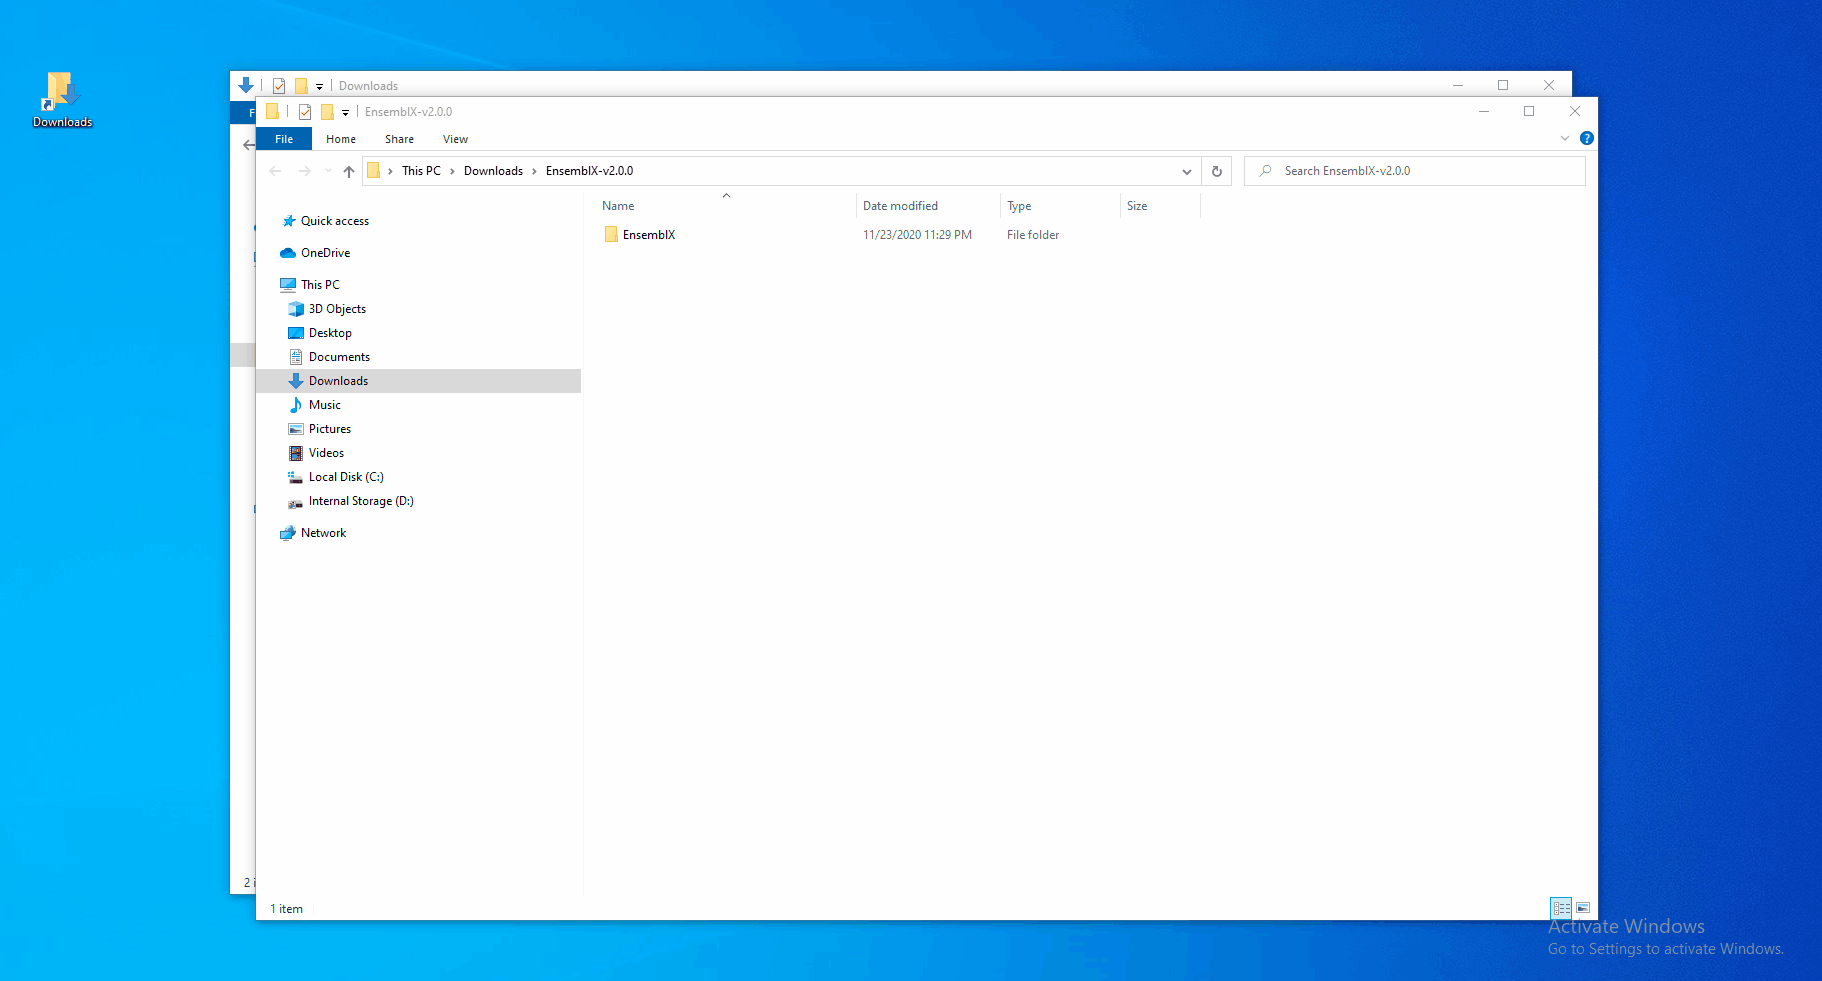 Downloads
Downloads
EnsemblX-v2.0.0
File
Home
Share
View
This PC
Downloads
EnsemblX-v2.0.0
Search EnsemblX-v2.0.0
Name
Date modified
Type
Size
Quick access
EnsemblX
11/23/2020 11:29 PM
File folder
OneDrive
This PC
3D Objects
Desktop
Documents
Downloads
Music
Pictures
Videos
Local Disk (C:)
Internal Storage (D:)
Network
1 item
Activate Windows
Go to Settings to activate Windows.